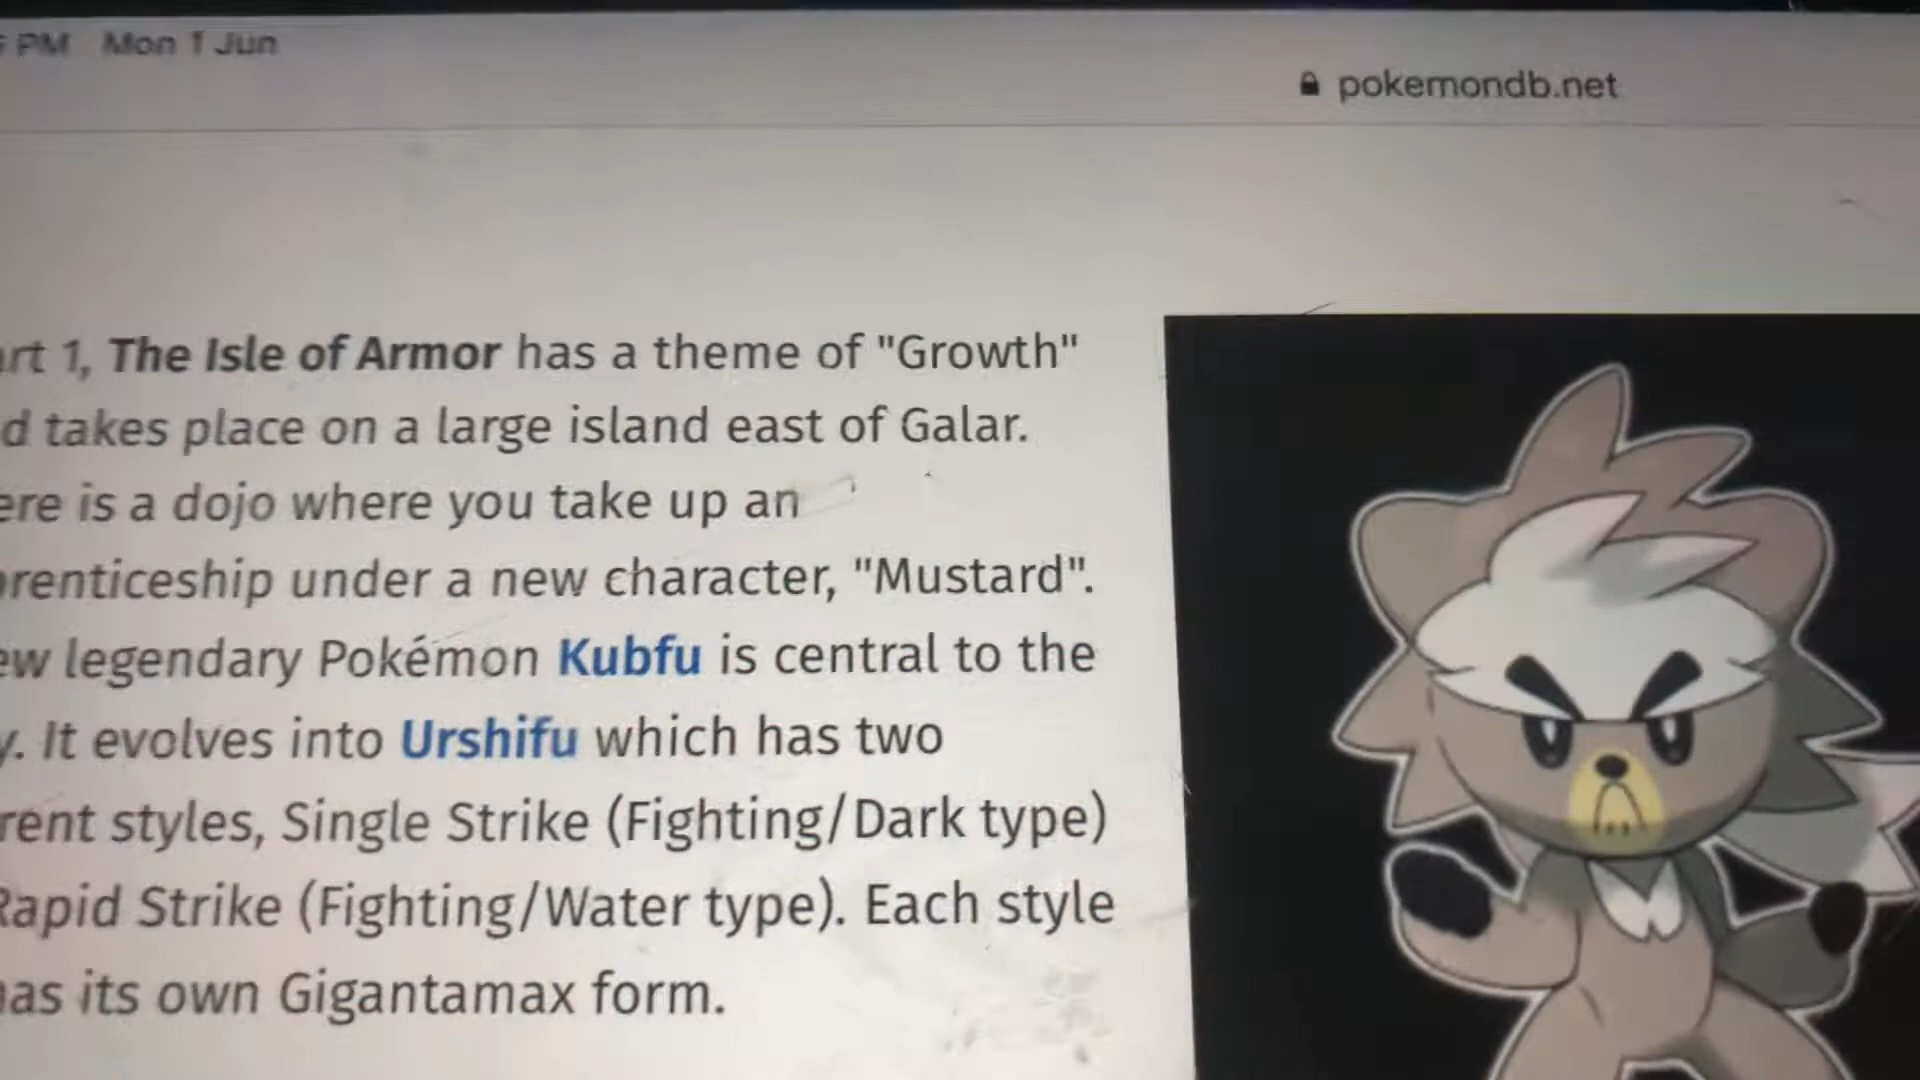 PM Mon 1 Jun
pokemondb.net
art 1, The Isle of Armor has a theme of "Growth"
d takes place on a large island east of Galar.
ere is a dojo where you take up an
prenticeship under a new character, "Mustard".
ew legendary Pokémon Kubfu is central to the
y. It evolves into Urshifu which has two
rent styles, Single Strike (Fighting/Dark type)
Rapid Strike (Fighting/Water type). Each style
has its own Gigantamax form.